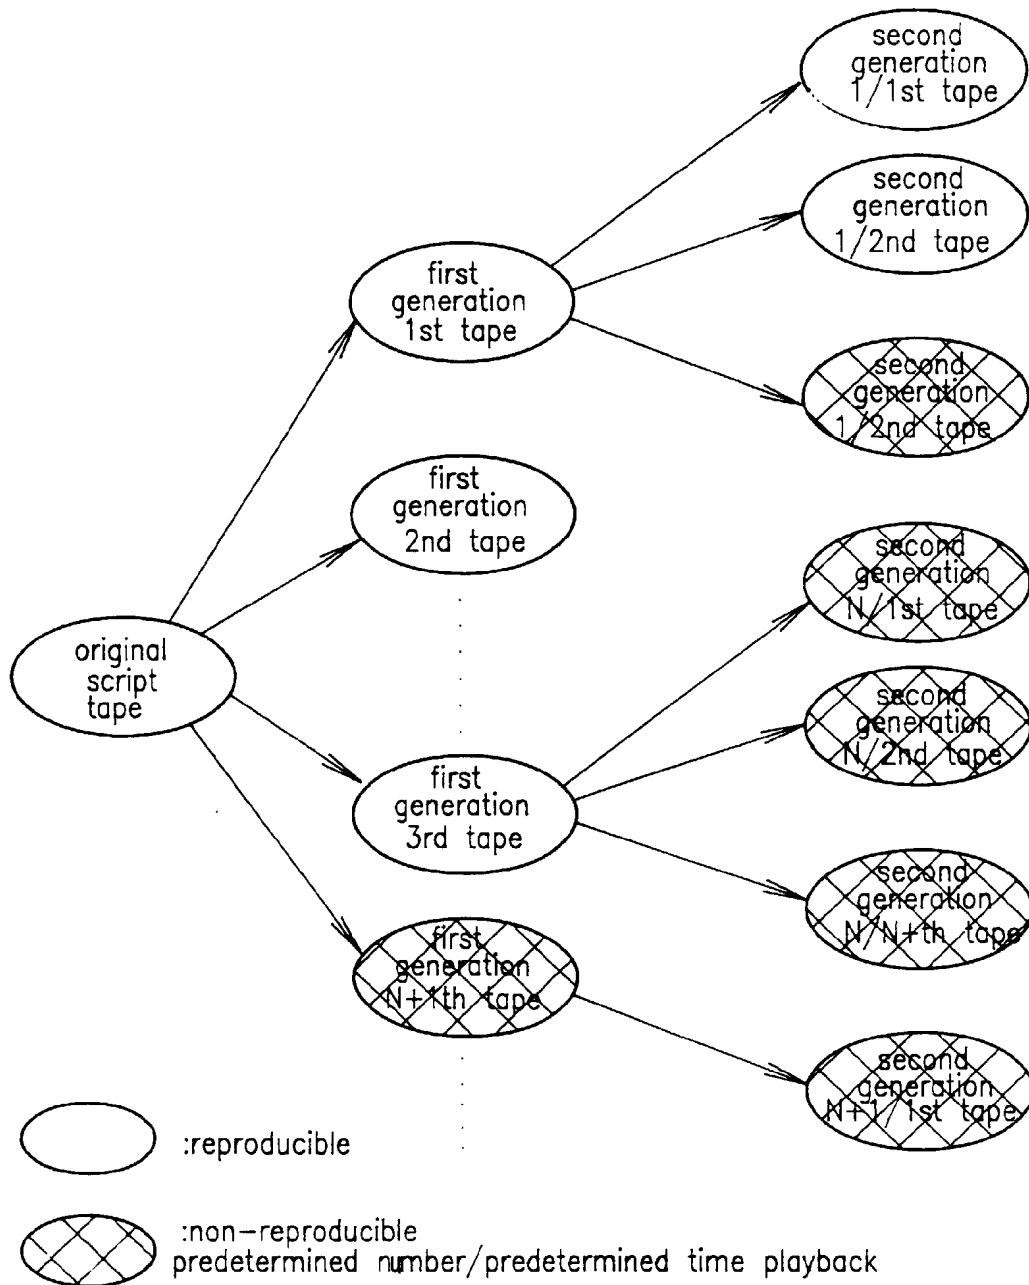 second
generation
1/1st tape
second
generation
1/2nd tape
first
generation
1st tape
second
generation
1/2nd tape
first
generation
2nd tape
second
generation
N/1st tape
original
script
tape
second
generation
N/2nd tape
first
generation
3rd tape
second
generation
N/N+th tape
first
generation
N+1th tape
second
generation
N+1/1st tape
:reproducible
:non-reproducible
predetermined number/predetermined time playback